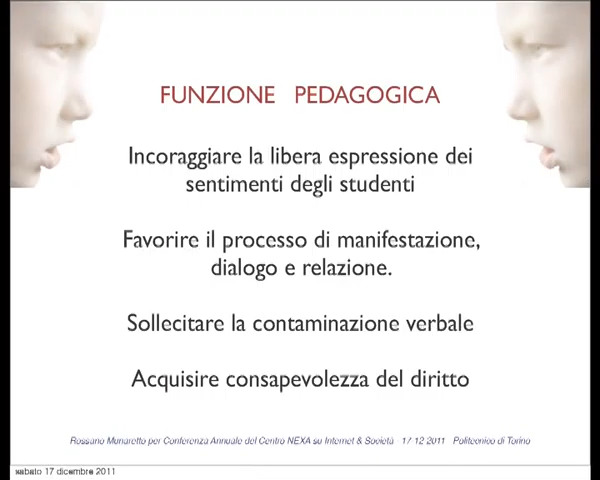 FUNZIONE PEDAGOGICA
Incoraggiare la libera espressione dei
sentimenti degli studenti
Favorire il processo di manifestazione,
dialogo e relazione.
Sollecitare la contaminazione verbale
Acquisire consapevolezza del diritto
Rossano Munaretto per Conferenza Annuale del Centro NEXA su Internet & Società - 17 12 2011 Politecnico di Torino
sabato 17 dicembre 2011